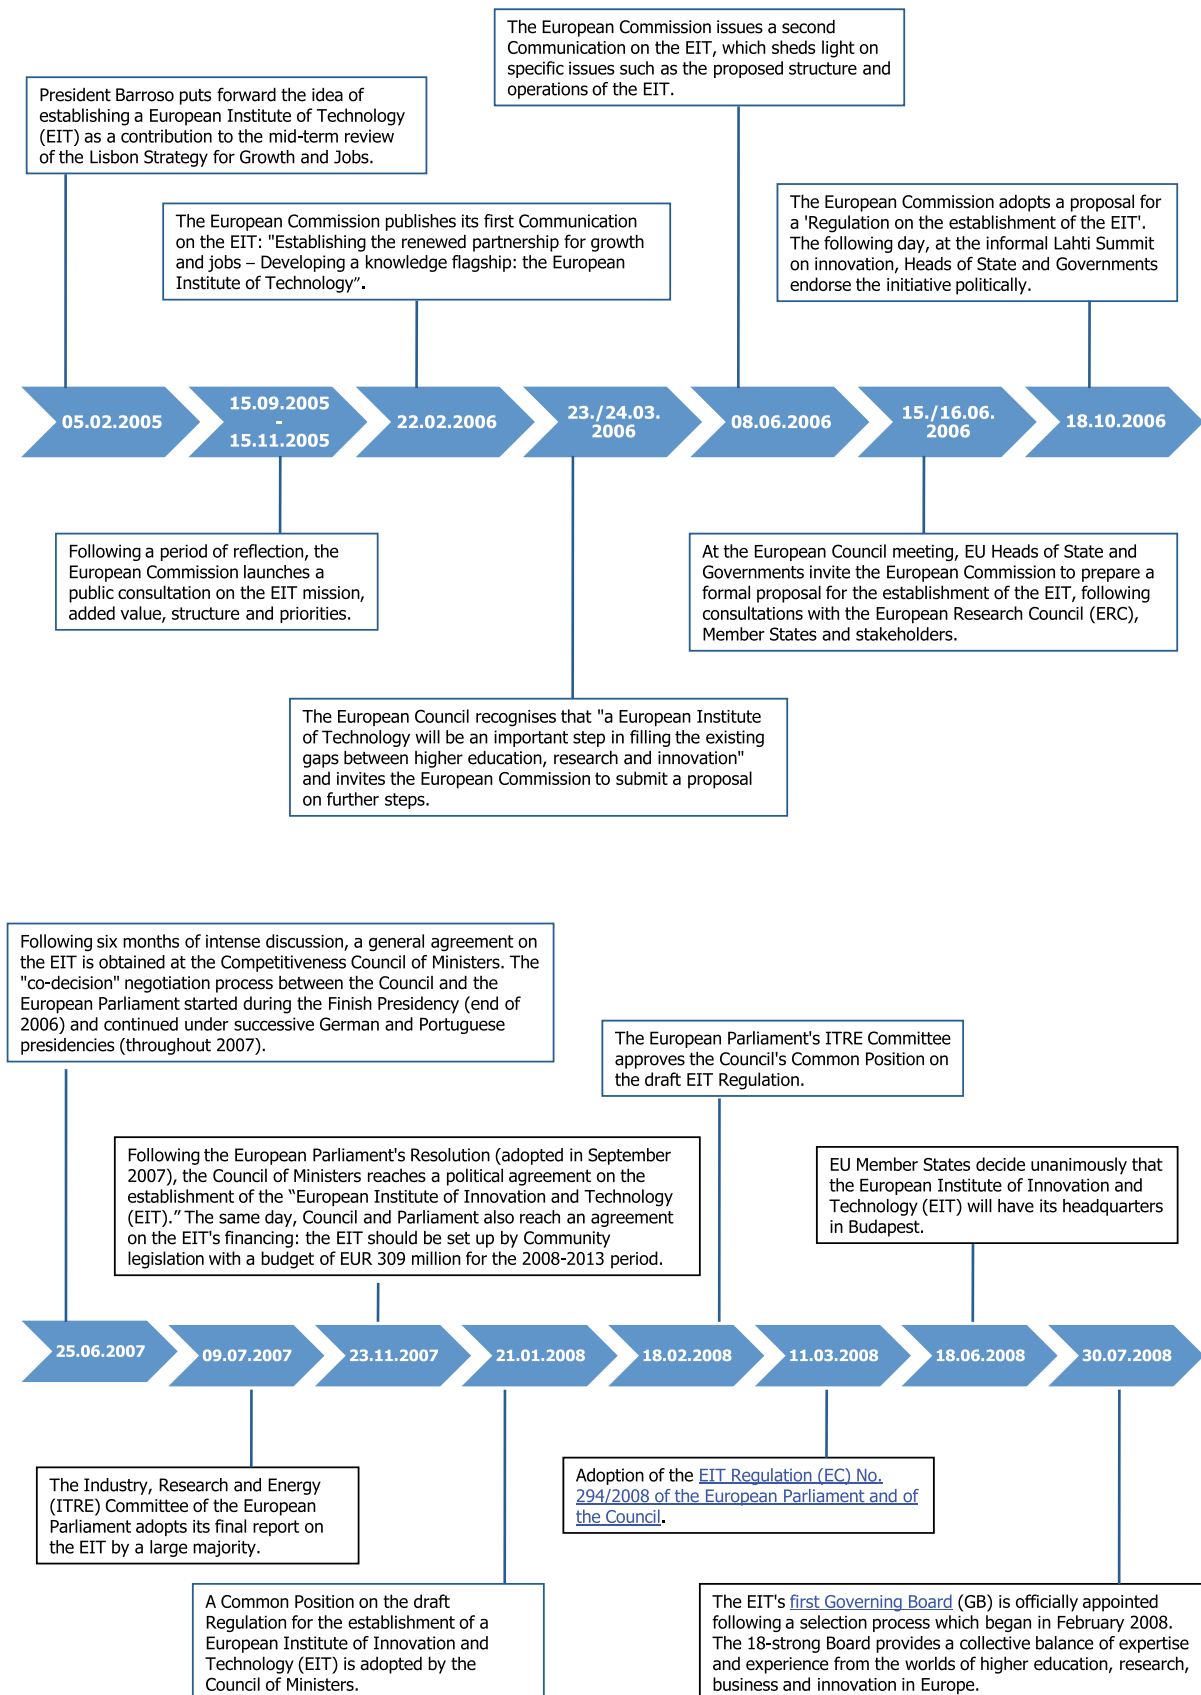 The European Commission issues a second
Communication on the EIT, which sheds light on
specific issues such as the proposed structure and
operations of the EIT.
President Barroso puts forward the idea of
establishing a European Institute of Technology
(EIT) as a contribution to the mid-term review
of the Lisbon Strategy for Growth and Jobs.
The European Commission publishes its first Communication
on the EIT: "Establishing the renewed partnership for growth
and jobs – Developing a knowledge flagship: the European
Institute of Technology”.
The European Commission adopts a proposal for
a 'Regulation on the establishment of the EIT'.
The following day, at the informal Lahti Summit
on innovation, Heads of State and Governments
endorse the initiative politically.
05.02.2005
15.09.2005
-
15.11.2005
22.02.2006
23./24.03.
2006
08.06.2006
15./16.06.
2006
18.10.2006
Following a period of reflection, the
European Commission launches a
public consultation on the EIT mission,
added value, structure and priorities.
At the European Council meeting, EU Heads of State and
Governments invite the European Commission to prepare a
formal proposal for the establishment of the EIT, following
consultations with the European Research Council (ERC),
Member States and stakeholders.
The European Council recognises that "a European Institute
of Technology will be an important step in filling the existing
gaps between higher education, research and innovation"
and invites the European Commission to submit a proposal
on further steps.
Following six months of intense discussion, a general agreement on
the EIT is obtained at the Competitiveness Council of Ministers. The
"co-decision" negotiation process between the Council and the
European Parliament started during the Finish Presidency (end of
2006) and continued under successive German and Portuguese
presidencies (throughout 2007).
The European Parliament's ITRE Committee
approves the Council's Common Position on
the draft EIT Regulation.
Following the European Parliament's Resolution (adopted in September
2007), the Council of Ministers reaches a political agreement on the
establishment of the “European Institute of Innovation and Technology
(EIT).” The same day, Council and Parliament also reach an agreement
on the EIT's financing: the EIT should be set up by Community
legislation with a budget of EUR 309 million for the 2008-2013 period.
EU Member States decide unanimously that
the European Institute of Innovation and
Technology (EIT) will have its headquarters
in Budapest.
25.06.2007
09.07.2007
23.11.2007
21.01.2008
18.02.2008
11.03.2008
18.06.2008
30.07.2008
The Industry, Research and Energy
(ITRE) Committee of the European
Parliament adopts its final report on
the EIT by a large majority.
Adoption of the EIT Regulation (EC) No.
294/2008 of the European Parliament and of
the Council.
A Common Position on the draft
Regulation for the establishment of a
European Institute of Innovation and
Technology (EIT) is adopted by the
Council of Ministers.
The EIT's first Governing Board (GB) is officially appointed
following a selection process which began in February 2008.
The 18-strong Board provides a collective balance of expertise
and experience from the worlds of higher education, research,
business and innovation in Europe.